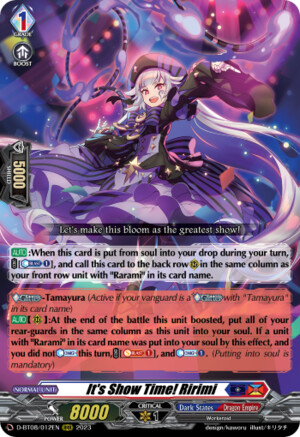 1
GRADE
BOOST
5000
SHIELD
Let's make this bloom as the greatest show!
AUTO:When this card is put from soul into your drop during your turn,
1], and call this card to the back row in the same column as
your front row unit with "Rarami" in its card name.
-Tamayura (Active if your vanguard is a with "Tamayura"
in its card name)
AUTO:At the end of the battle this unit boosted, put all of your
rear-guards in the same column as this unit into your soul. If a unit
with "Rarami" in its card name was put into your soul by this effect, and
you did not this turn, 1], and (Putting into soul is
mandatory)
NORMAL UNIT
It's Show Time! Ririmi
POWER 8000
CRITICAL
1
Dark States Dragon Empire
Workeroid
D-BT08/012EN RRR 2023
design/kaworu illust/キリタチ